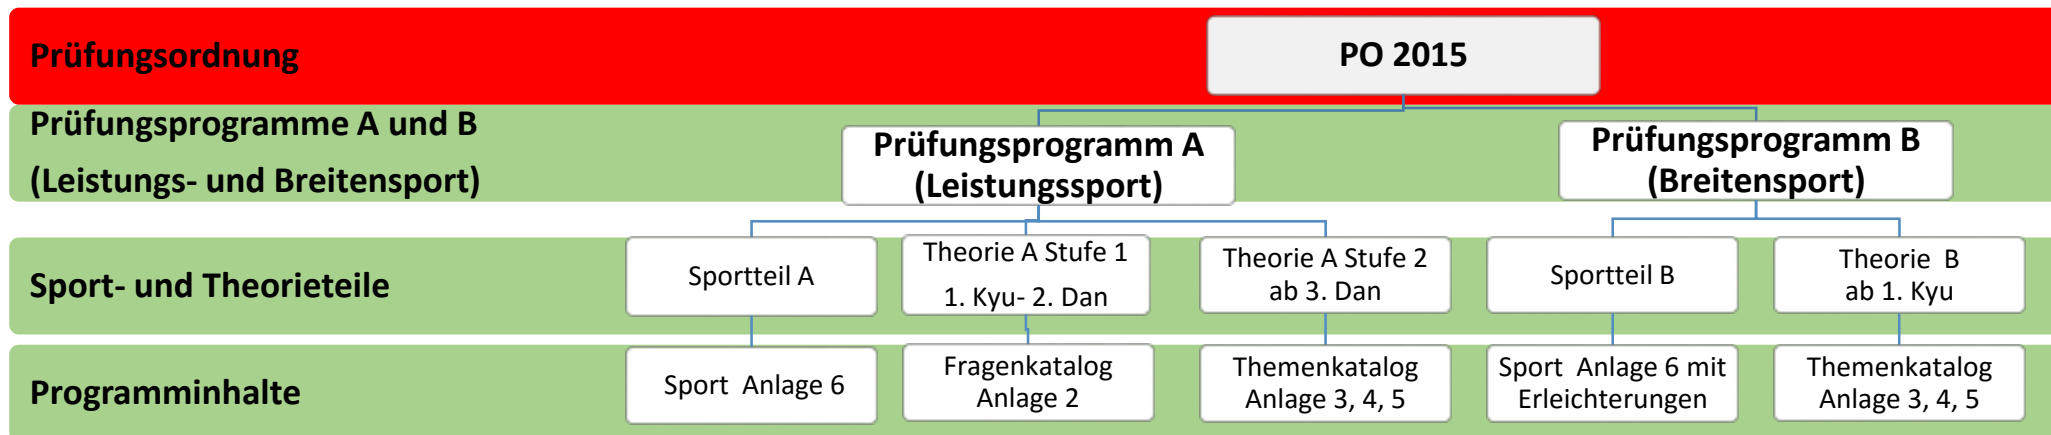 Prüfungsordnung
PO 2015
Prüfungsprogramme A und B
(Leistungs- und Breitensport)
Prüfungsprogramm A
(Leistungssport)
Prüfungsprogramm B
(Breitensport)
Sport- und Theorieteile
Sportteil A
Theorie A Stufe 1
1. Kyu- 2. Dan
Theorie A Stufe 2
ab 3. Dan
Sportteil B
Theorie  B
ab 1. Kyu
Programminhalte
Sport  Anlage 6
Fragenkatalog
Anlage 2
Themenkatalog
Anlage 3, 4, 5
Sport  Anlage 6 mit
Erleichterungen
Themenkatalog
Anlage 3, 4, 5